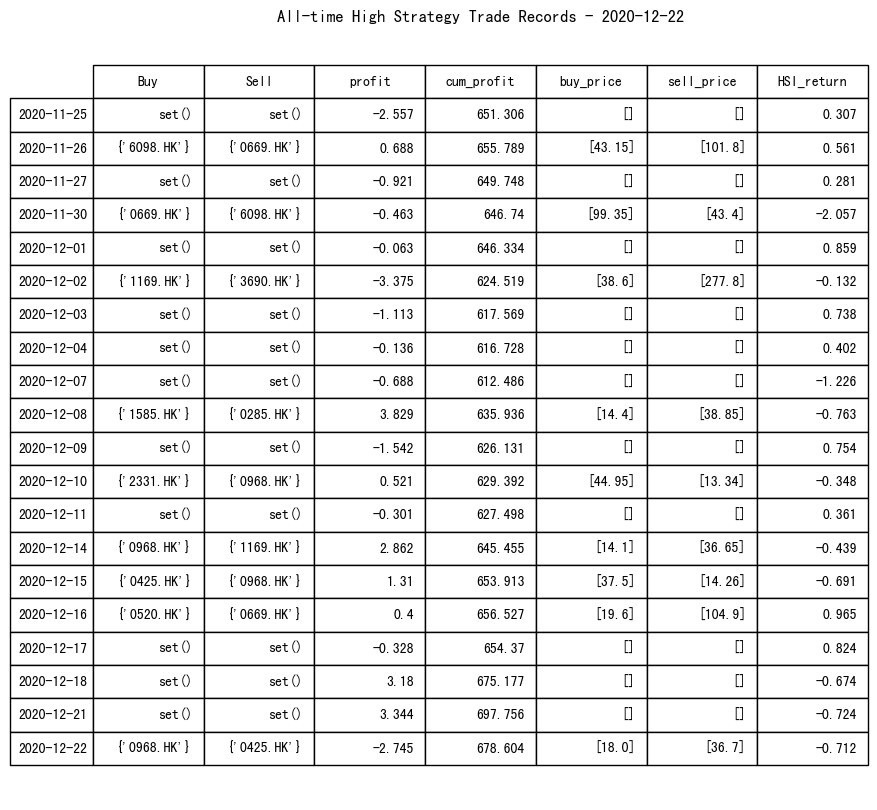 All-time High Strategy Trade Records - 2020-12-22
Buy Sell profit cum_profit buy_price sell_price HSI_return
2020-11-25 set() set() -2.557 651.306 [] [] 0.307
2020-11-26 {'6098.HK'} {'0669.HK'} 0.688 655.789 [43.15] [101.8] 0.561
2020-11-27 set() set() -0.921 649.748 [] [] 0.281
2020-11-30 {'0669.HK'} {'6098.HK'} -0.463 646.74 [99.35] [43.4] -2.057
2020-12-01 set() set() -0.063 646.334 [] [] 0.859
2020-12-02 {'1169.HK'} {'3690.HK'} -3.375 624.519 [38.6] [277.8] -0.132
2020-12-03 set() set() -1.113 617.569 [] [] 0.738
2020-12-04 set() set() -0.136 616.728 [] [] 0.402
2020-12-07 set() set() -0.688 612.486 [] [] -1.226
2020-12-08 {'1585.HK'} {'0285.HK'} 3.829 635.936 [14.4] [38.85] -0.763
2020-12-09 set() set() -1.542 626.131 [] [] 0.754
2020-12-10 {'2331.HK'} {'0968.HK'} 0.521 629.392 [44.95] [13.34] -0.348
2020-12-11 set() set() -0.301 627.498 [] [] 0.361
2020-12-14 {'0968.HK'} {'1169.HK'} 2.862 645.455 [14.1] [36.65] -0.439
2020-12-15 {'0425.HK'} {'0968.HK'} 1.31 653.913 [37.5] [14.26] -0.691
2020-12-16 {'0520.HK'} {'0669.HK'} 0.4 656.527 [19.6] [104.9] 0.965
2020-12-17 set() set() -0.328 654.37 [] [] 0.824
2020-12-18 set() set() 3.18 675.177 [] [] -0.674
2020-12-21 set() set() 3.344 697.756 [] [] -0.724
2020-12-22 {'0968.HK'} {'0425.HK'} -2.745 678.604 [18.0] [36.7] -0.712